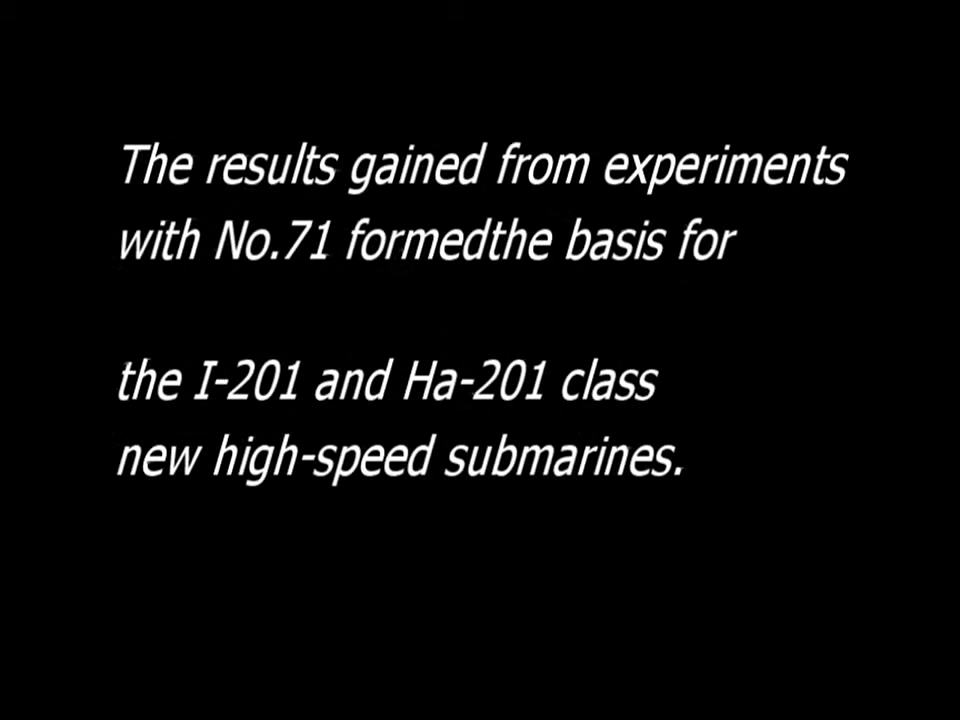 The results gained from experiments
with No.71 formedthe basis for
the I-201 and Ha-201 class
new high-speed submarines.